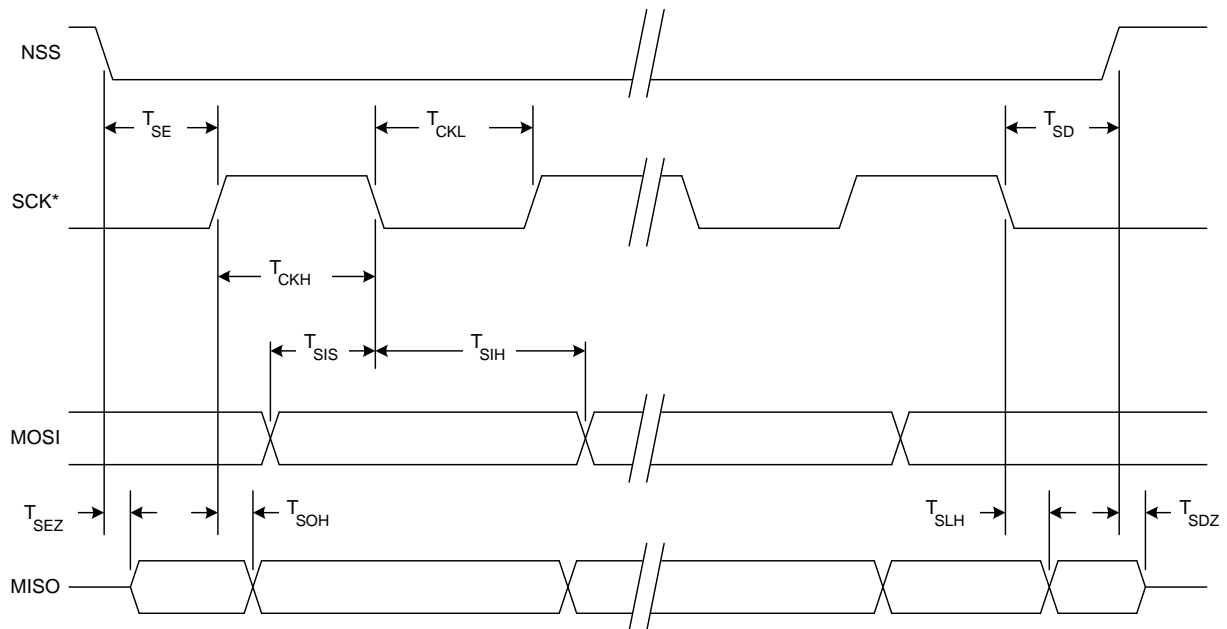 NSS
T_SE
T_CKL
T_SD
SCK*
T_CKH
T_SIS
T_SIH
MOSI
T_SEZ
T_SOH
T_SLH
T_SDZ
MISO